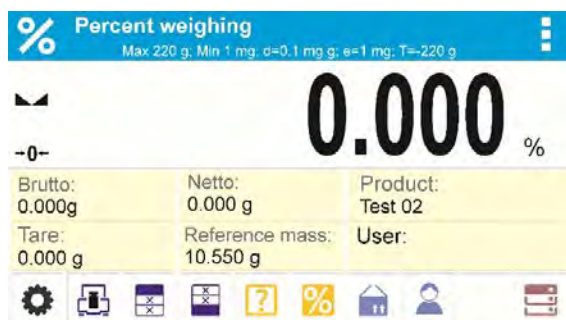 % Percent weighing
Max 220 g; Min 1 mg; d=0.1 mg g; e=1 mg; T=-220 g
0.000 %
→0←
Brutto: Netto: Product:
0.000g 0.000 g Test 02
Tare: Reference mass: User:
0.000 g 10.550 g
? %